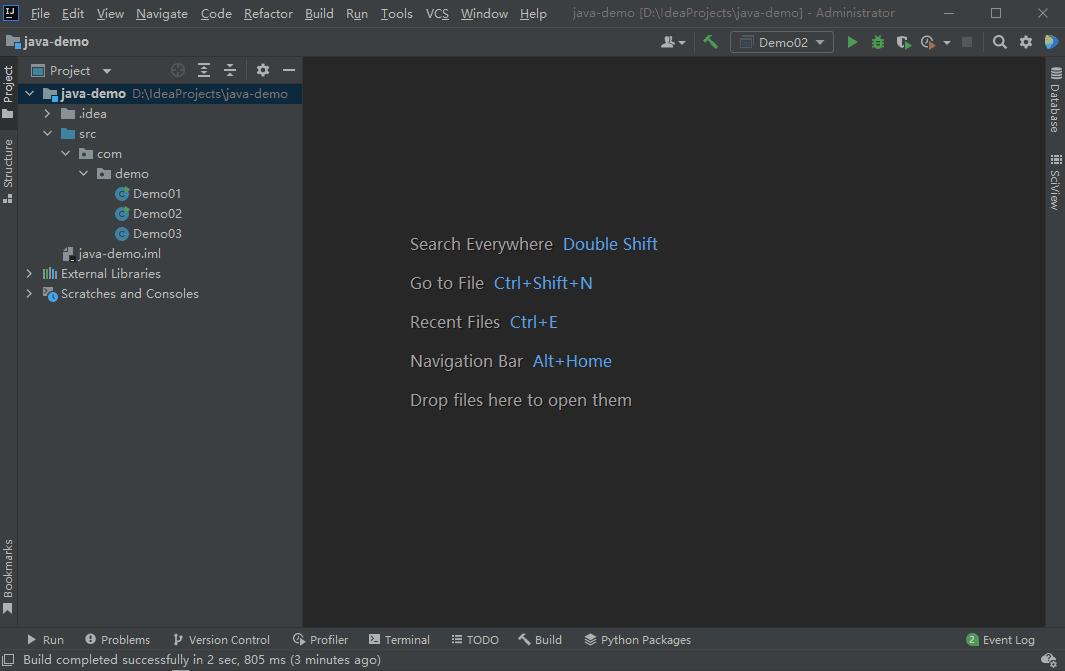 File Edit View Navigate Code Refactor Build Run Tools VCS Window Help java-demo [D:\IdeaProjects\java-demo] - Administrator
java-demo Demo02
Project
Project
java-demo D:\IdeaProjects\java-demo
.idea
src
com
demo
C Demo01
C Demo02
C Demo03
java-demo.iml
External Libraries
Scratches and Consoles
Structure
Bookmarks
Search Everywhere Double Shift
Go to File Ctrl+Shift+N
Recent Files Ctrl+E
Navigation Bar Alt+Home
Drop files here to open them
Database
SciView
Run Problems Version Control Profiler Terminal TODO Build Python Packages 2 Event Log
Build completed successfully in 2 sec, 805 ms (3 minutes ago)